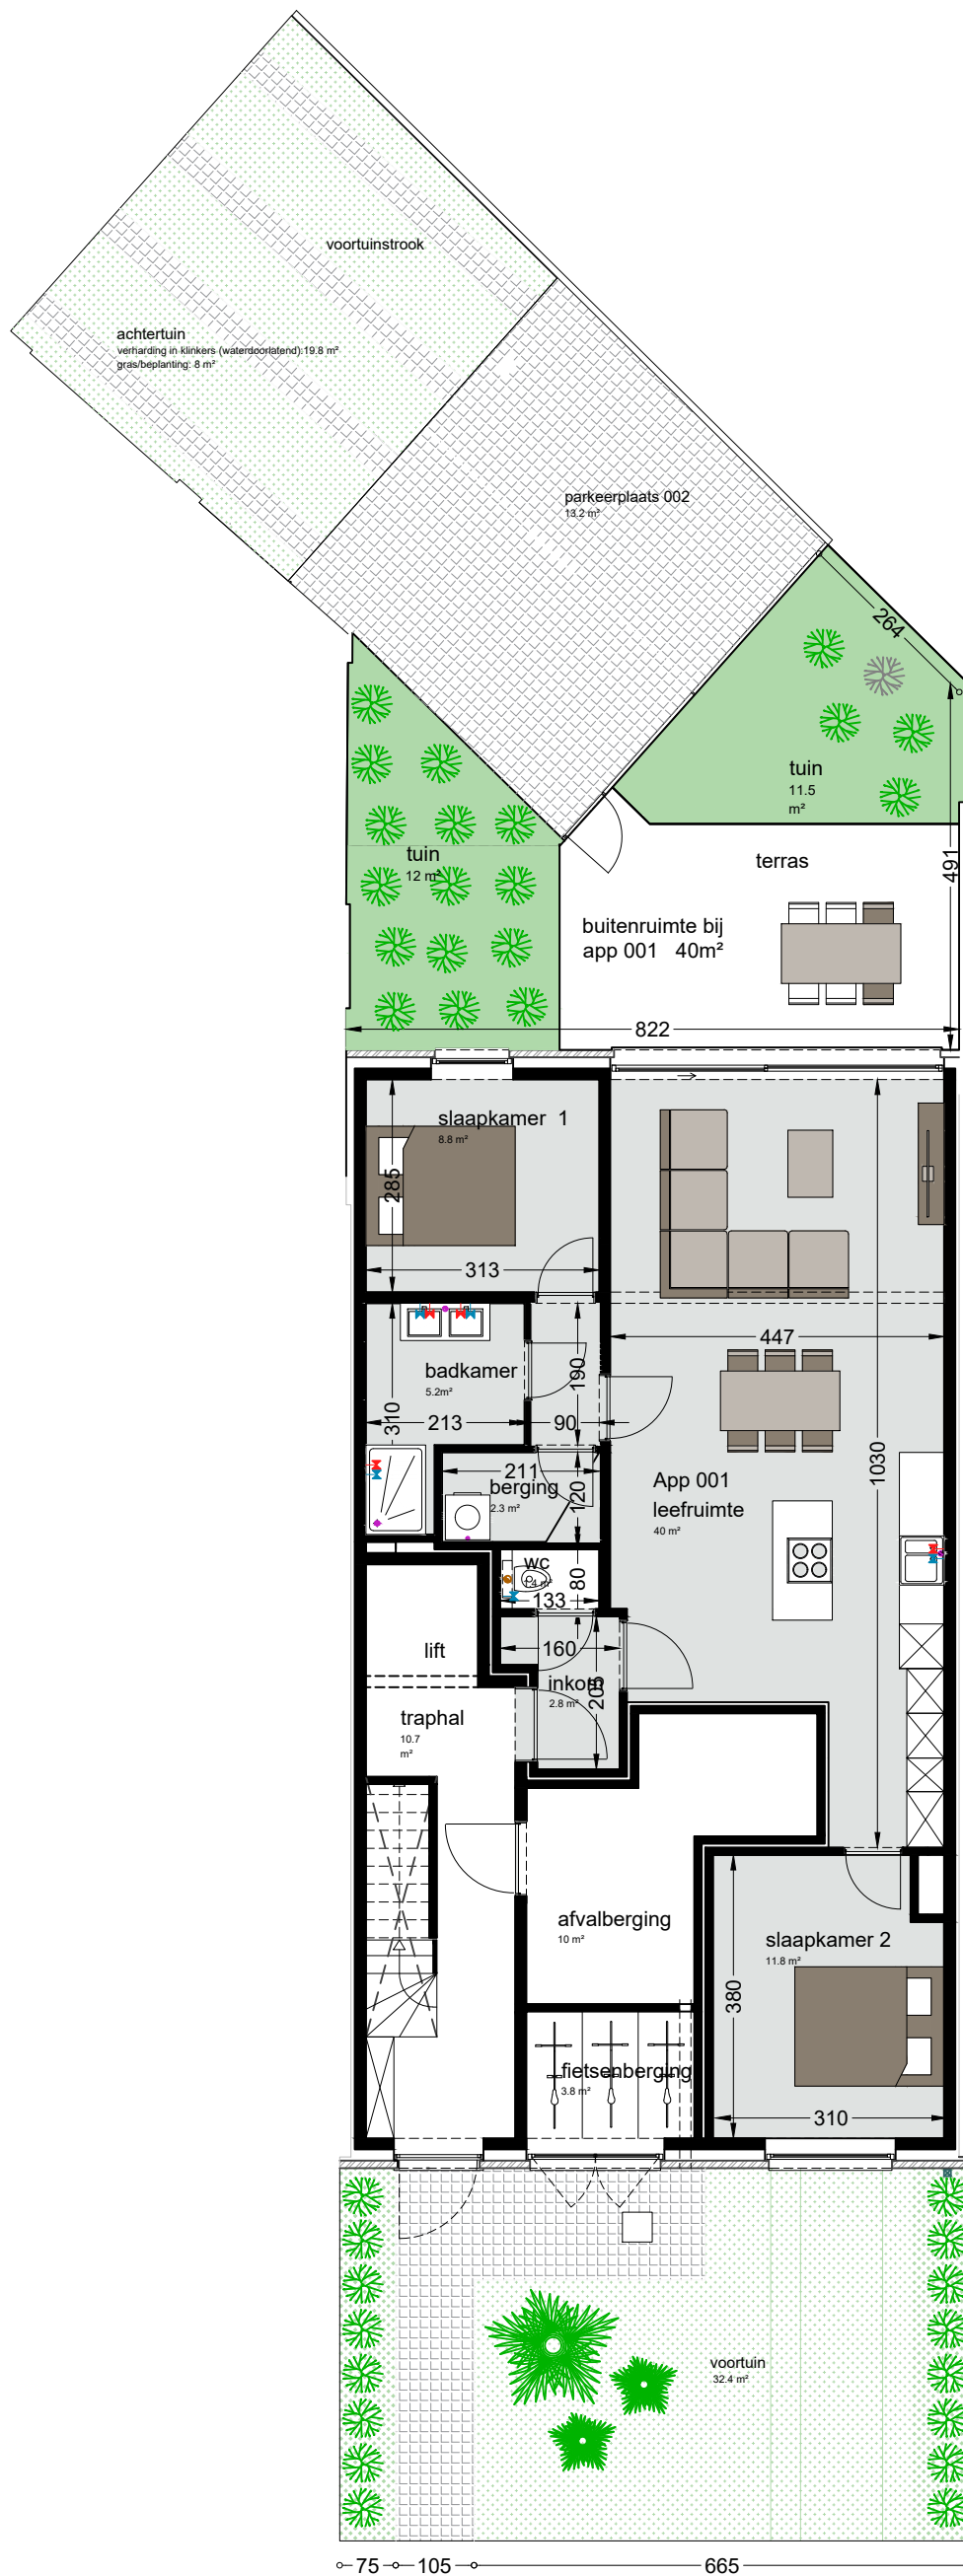 voortuinstrook
achtertuin
verharding in klinkers (waterdoorlatend):19.8 m²
gras/beplanting: 8 m²
parkeerplaats 002
13.2 m²
264
tuin
11.5
m²
tuin
12 m²
terras
491
buitenruimte bij
app 001 40m²
822
slaapkamer 1
8.8 m²
285
313
447
badkamer
5.2m²
190
310
213
90
1030
211
berging
2.3 m²
120
App 001
leefruimte
40 m²
wc
80
133
lift
160
inkom
2.8 m²
205
traphal
10.7
m²
afvalberging
10 m²
slaapkamer 2
11.8 m²
380
fietsenberging
3.8 m²
310
voortuin
32.4 m²
75
105
665